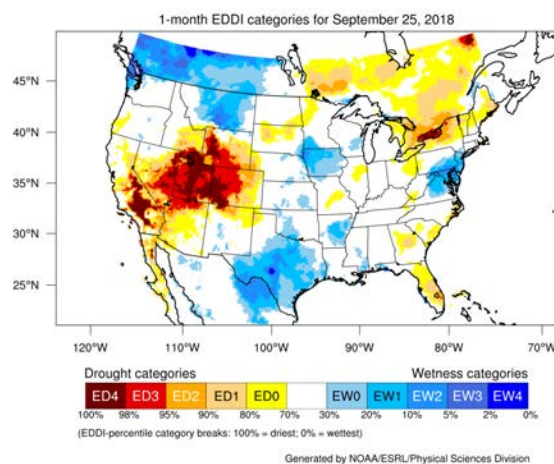 1-month EDDI categories for September 25, 2018
45°N
40°N
35°N
30°N
25°N
120°W 110°W 100°W 90°W 80°W 70°W
Drought categories Wetness categories
ED4 ED3 ED2 ED1 ED0 EW0 EW1 EW2 EW3 EW4
100% 98% 95% 90% 80% 70% 30% 20% 10% 5% 2% 0%
(EDDI-percentile category breaks: 100% = driest; 0% = wettest)
Generated by NOAA/ESRL/Physical Sciences Division